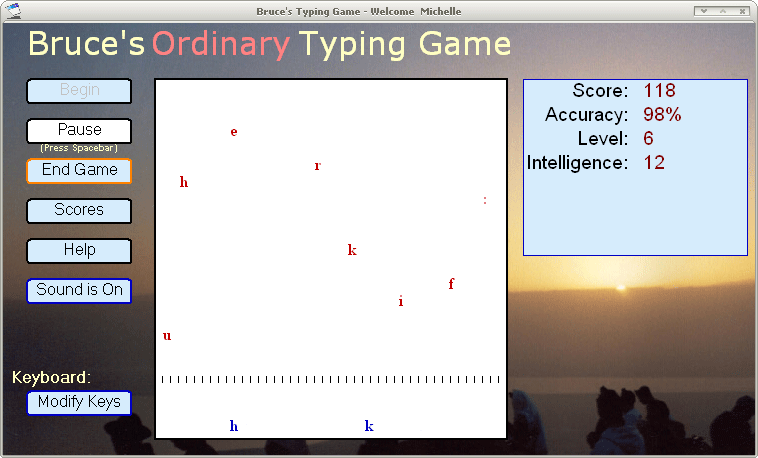 Bruce's Typing Game - Welcome  Michelle
Bruce's Ordinary Typing Game
Begin
Pause
(Press Spacebar)
End Game
Scores
Help
Sound is On
Keyboard:
Modify Keys
e
r
h
:
k
f
i
u
h k
Score: 118
Accuracy: 98%
Level: 6
Intelligence: 12